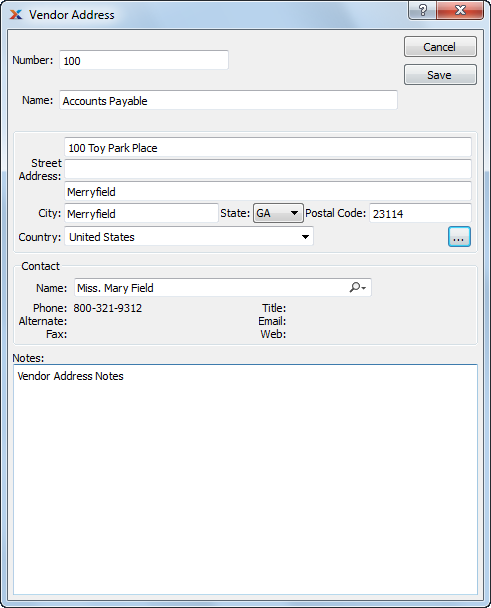 Vendor Address
?
X
Cancel
Number: 100
Save
Name: Accounts Payable
100 Toy Park Place
Street
Address:
Merryfield
City: Merryfield State: GA Postal Code: 23114
Country: United States ...
Contact
Name: Miss. Mary Field
Phone: 800-321-9312 Title:
Alternate: Email:
Fax: Web:
Notes:
Vendor Address Notes